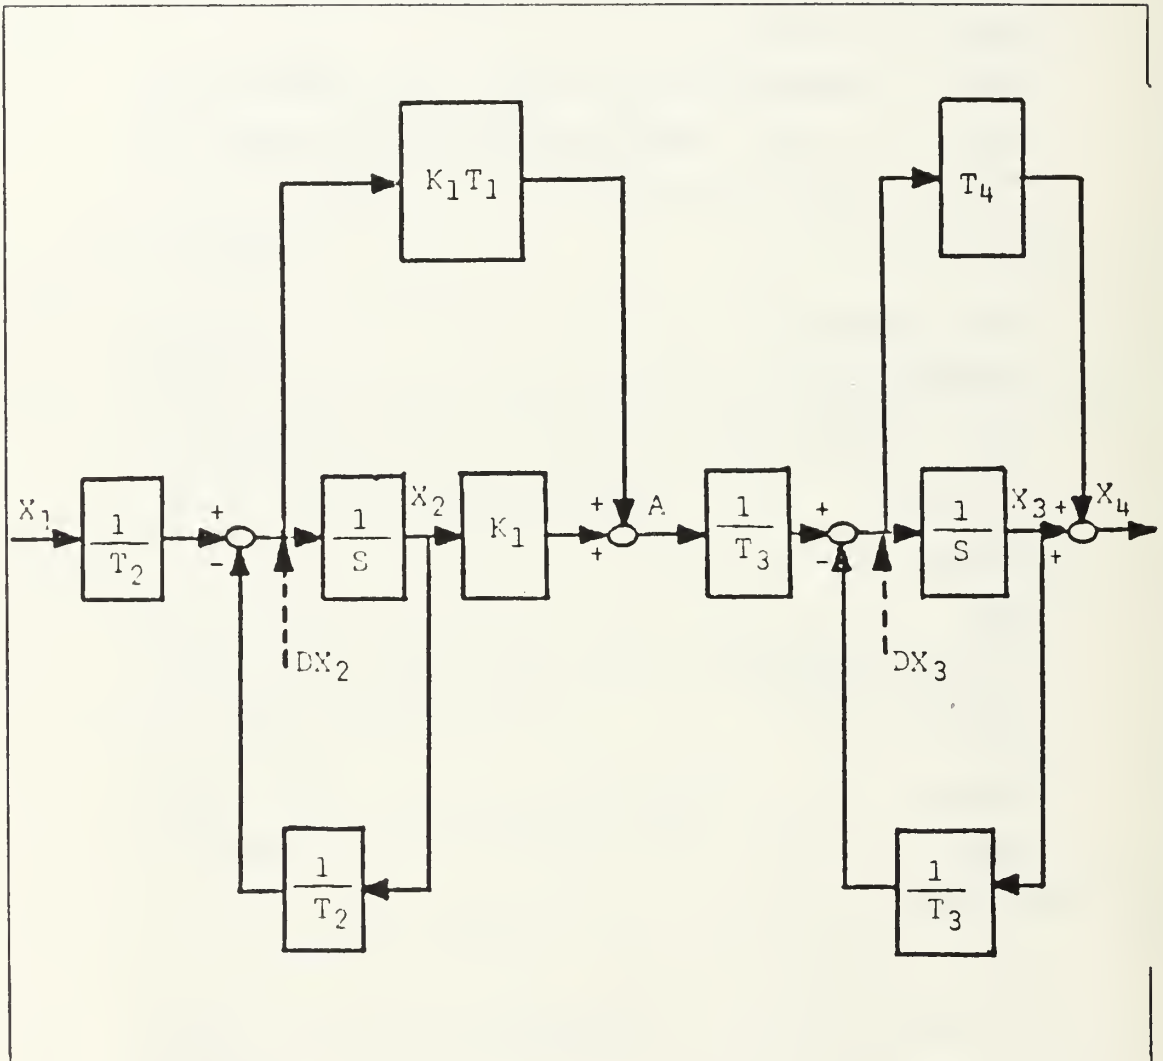 K₁T₁
T₄
X₁
1
T₂
+
-
1
S
X₂
K₁
+
+
A
1
T₃
+
-
1
S
X₃
+
+
X₄
DX₂
DX₃
1
T₂
1
T₃